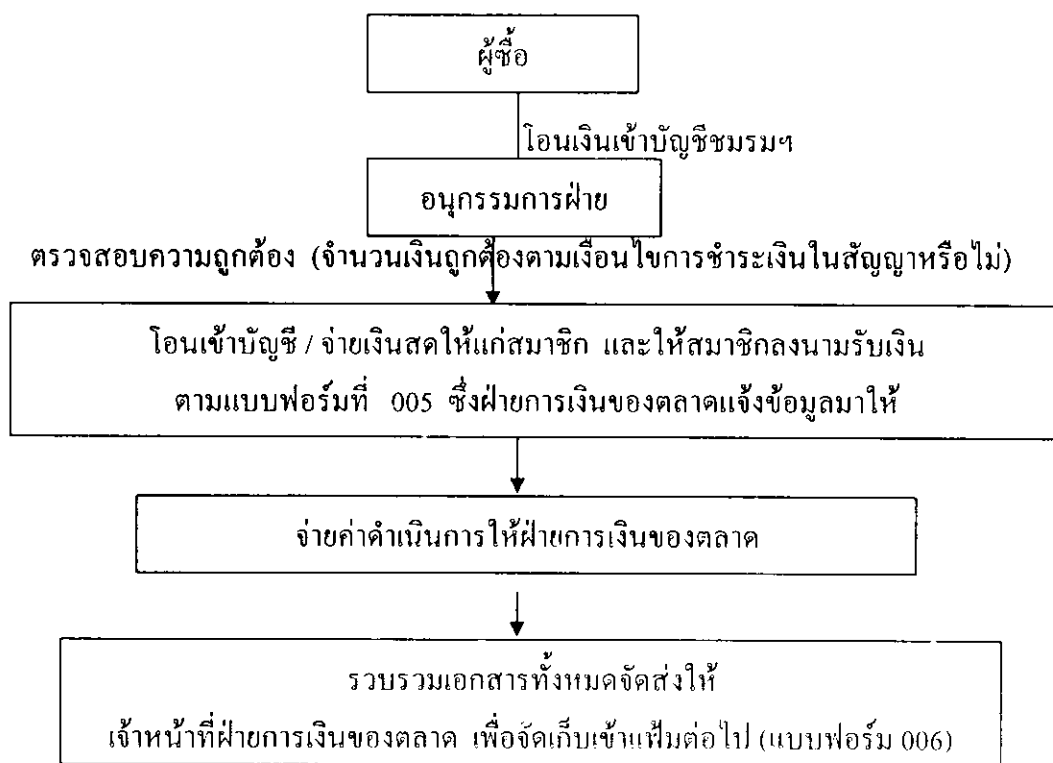 ผู้ซื้อ
โอนเงินเข้าบัญชีชมรมฯ
อนุกรรมการฝ่าย
ตรวจสอบความถูกต้อง (จำนวนเงินถูกต้องตามเงื่อนไขการชำระเงินในสัญญาหรือไม่)
โอนเข้าบัญชี / จ่ายเงินสดให้แก่สมาชิก และให้สมาชิกลงนามรับเงิน
ตามแบบฟอร์มที่ 005 ซึ่งฝ่ายการเงินของตลาดแจ้งข้อมูลมาให้
จ่ายค่าดำเนินการให้ฝ่ายการเงินของตลาด
รวบรวมเอกสารทั้งหมดจัดส่งให้
เจ้าหน้าที่ฝ่ายการเงินของตลาด เพื่อจัดเก็บเข้าแฟ้มต่อไป (แบบฟอร์ม 006)